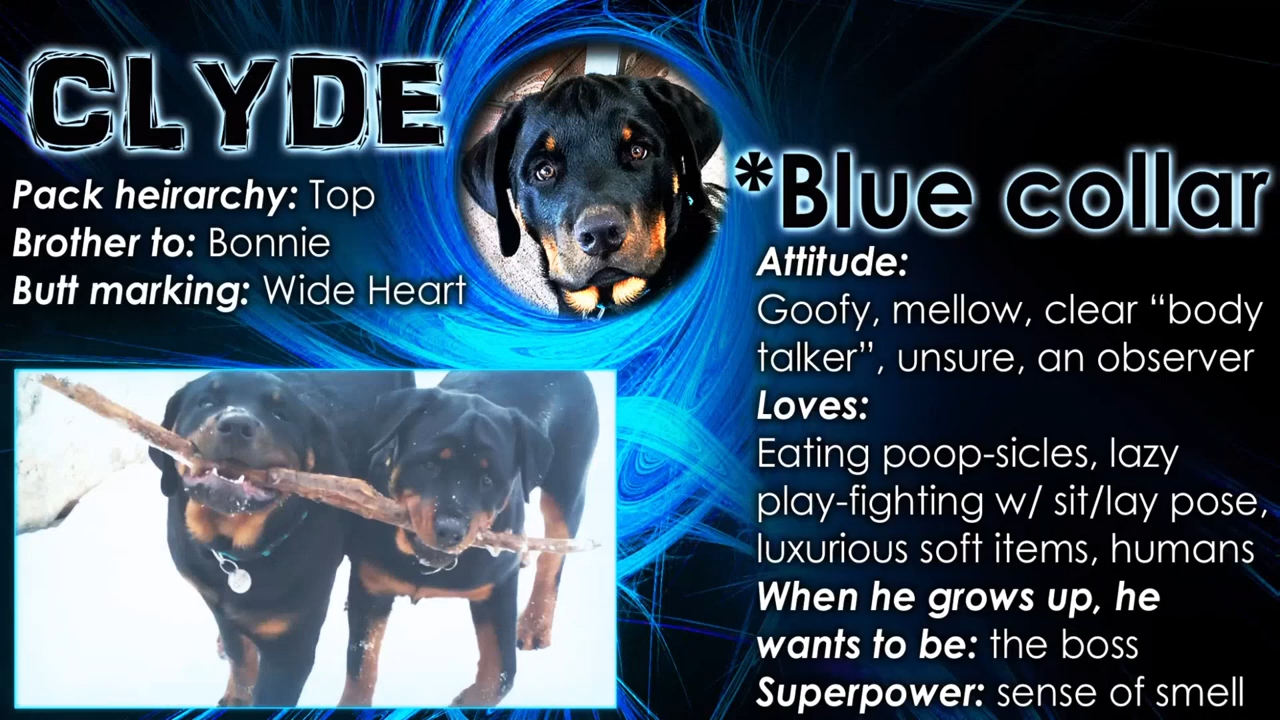 CLYDE
Pack heirarchy: Top
Brother to: Bonnie
Butt marking: Wide Heart
*Blue collar
Attitude:
Goofy, mellow, clear “body
talker”, unsure, an observer
Loves:
Eating poop-sicles, lazy
play-fighting w/ sit/lay pose,
luxurious soft items, humans
When he grows up, he
wants to be: the boss
Superpower: sense of smell